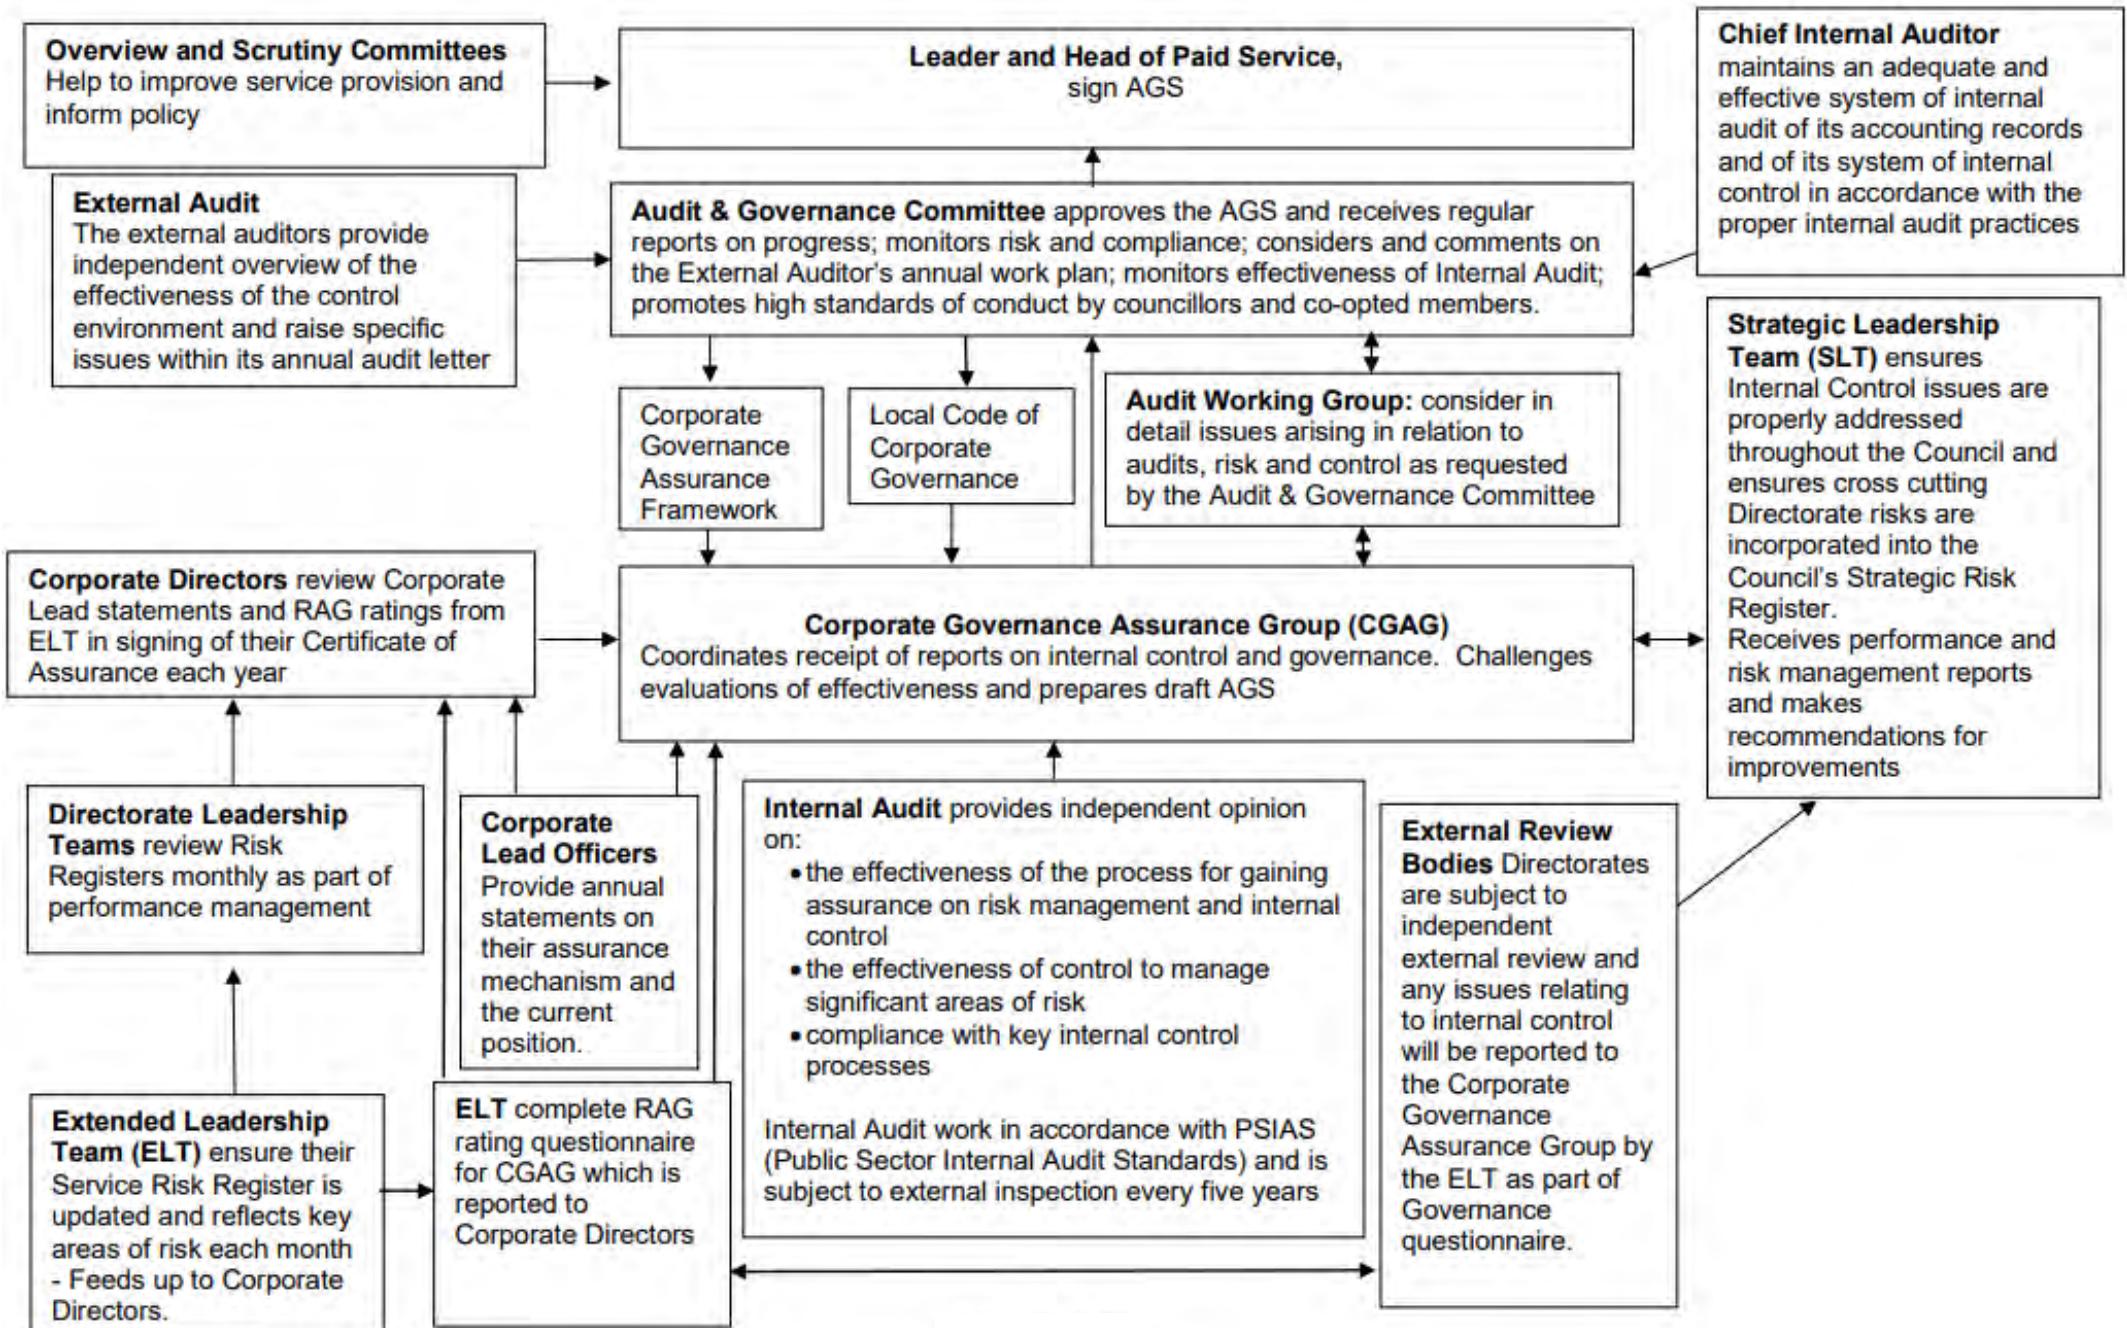 Overview and Scrutiny Committees
Help to improve service provision and
inform policy
Leader and Head of Paid Service,
sign AGS
Chief Internal Auditor
maintains an adequate and
effective system of internal
audit of its accounting records
and of its system of internal
control in accordance with the
proper internal audit practices
External Audit
The external auditors provide
independent overview of the
effectiveness of the control
environment and raise specific
issues within its annual audit letter
Audit & Governance Committee approves the AGS and receives regular
reports on progress; monitors risk and compliance; considers and comments on
the External Auditor's annual work plan; monitors effectiveness of Internal Audit;
promotes high standards of conduct by councillors and co-opted members.
Strategic Leadership
Team (SLT) ensures
Internal Control issues are
properly addressed
throughout the Council and
ensures cross cutting
Directorate risks are
incorporated into the
Council's Strategic Risk
Register.
Receives performance and
risk management reports
and makes
recommendations for
improvements
Corporate
Governance
Assurance
Framework
Local Code of
Corporate
Governance
Audit Working Group: consider in
detail issues arising in relation to
audits, risk and control as requested
by the Audit & Governance Committee
Corporate Directors review Corporate
Lead statements and RAG ratings from
ELT in signing of their Certificate of
Assurance each year
Corporate Governance Assurance Group (CGAG)
Coordinates receipt of reports on internal control and governance. Challenges
evaluations of effectiveness and prepares draft AGS
Directorate Leadership
Teams review Risk
Registers monthly as part of
performance management
Corporate
Lead Officers
Provide annual
statements on
their assurance
mechanism and
the current
position.
Internal Audit provides independent opinion
on:
• the effectiveness of the process for gaining
assurance on risk management and internal
control
• the effectiveness of control to manage
significant areas of risk
• compliance with key internal control
processes
Internal Audit work in accordance with PSIAS
(Public Sector Internal Audit Standards) and is
subject to external inspection every five years
External Review
Bodies Directorates
are subject to
independent
external review and
any issues relating
to internal control
will be reported to
the Corporate
Governance
Assurance Group by
the ELT as part of
Governance
questionnaire.
Extended Leadership
Team (ELT) ensure their
Service Risk Register is
updated and reflects key
areas of risk each month
- Feeds up to Corporate
Directors.
ELT complete RAG
rating questionnaire
for CGAG which is
reported to
Corporate Directors